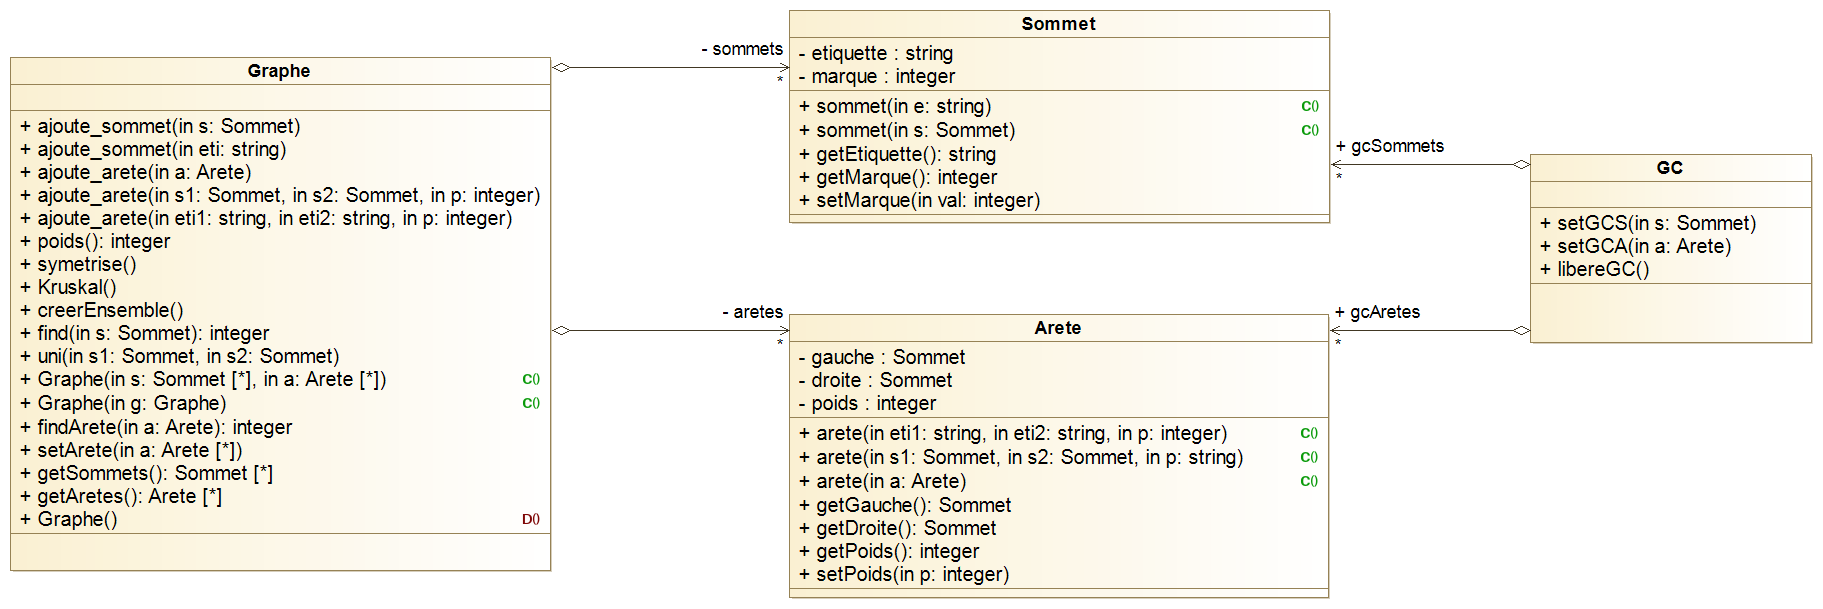 Graphe
+ ajoute_sommet(in s: Sommet)
+ ajoute_sommet(in eti: string)
+ ajoute_arete(in a: Arete)
+ ajoute_arete(in s1: Sommet, in s2: Sommet, in p: integer)
+ ajoute_arete(in eti1: string, in eti2: string, in p: integer)
+ poids(): integer
+ symetrise()
+ Kruskal()
+ creerEnsemble()
+ find(in s: Sommet): integer
+ uni(in s1: Sommet, in s2: Sommet)
+ Graphe(in s: Sommet [*], in a: Arete [*]) C()
+ Graphe(in g: Graphe) C()
+ findArete(in a: Arete): integer
+ setArete(in a: Arete [*])
+ getSommets(): Sommet [*]
+ getAretes(): Arete [*]
+ Graphe() D()
- sommets
*
- aretes
*
Sommet
- etiquette : string
- marque : integer
+ sommet(in e: string) C()
+ sommet(in s: Sommet) C()
+ getEtiquette(): string
+ getMarque(): integer
+ setMarque(in val: integer)
Arete
- gauche : Sommet
- droite : Sommet
- poids : integer
+ arete(in eti1: string, in eti2: string, in p: integer) C()
+ arete(in s1: Sommet, in s2: Sommet, in p: string) C()
+ arete(in a: Arete) C()
+ getGauche(): Sommet
+ getDroite(): Sommet
+ getPoids(): integer
+ setPoids(in p: integer)
+ gcSommets
*
+ gcAretes
*
GC
+ setGCS(in s: Sommet)
+ setGCA(in a: Arete)
+ libereGC()